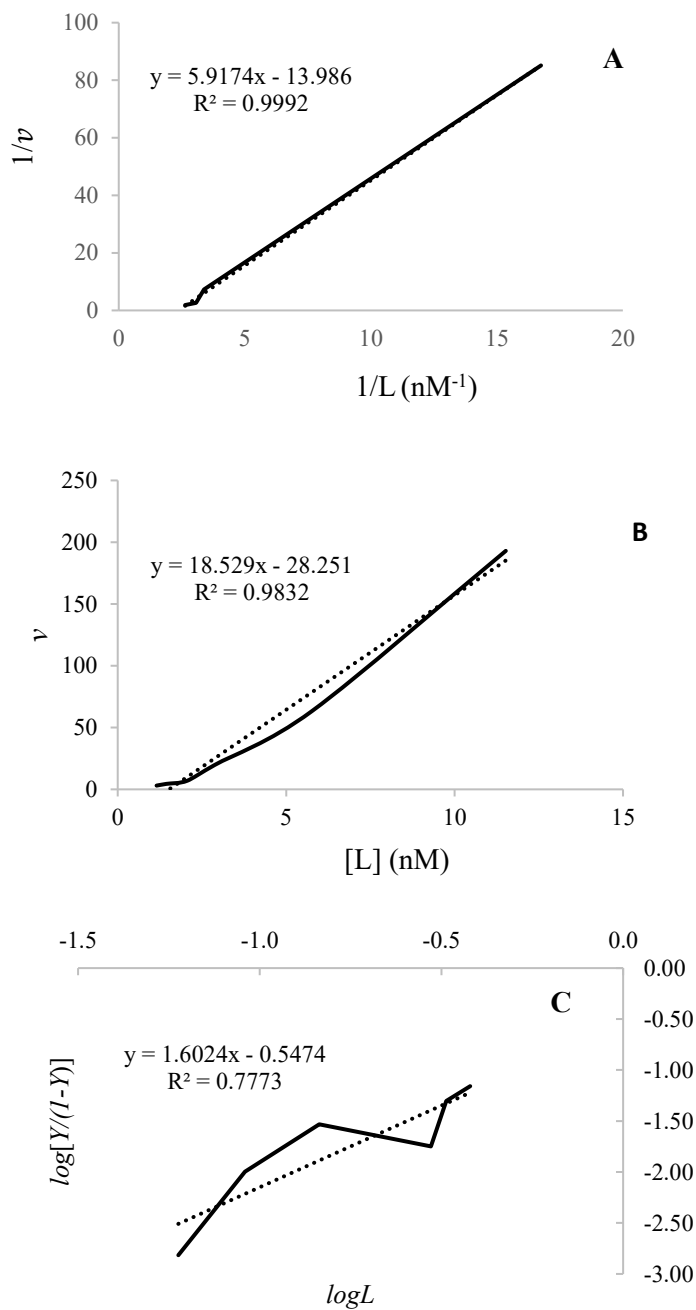 100
A
80
y = 5.9174x - 13.986
R² = 0.9992
1/v
60
40
20
0
0 5 10 15 20
1/L (nM⁻¹)
250
B
200
y = 18.529x - 28.251
R² = 0.9832
v
150
100
50
0
0 5 10 15
[L] (nM)
-1.5 -1.0 -0.5 0.0
0.00
C
-0.50
y = 1.6024x - 0.5474
R² = 0.7773
log[Y/(1-Y)]
-1.00
-1.50
-2.00
-2.50
-3.00
logL